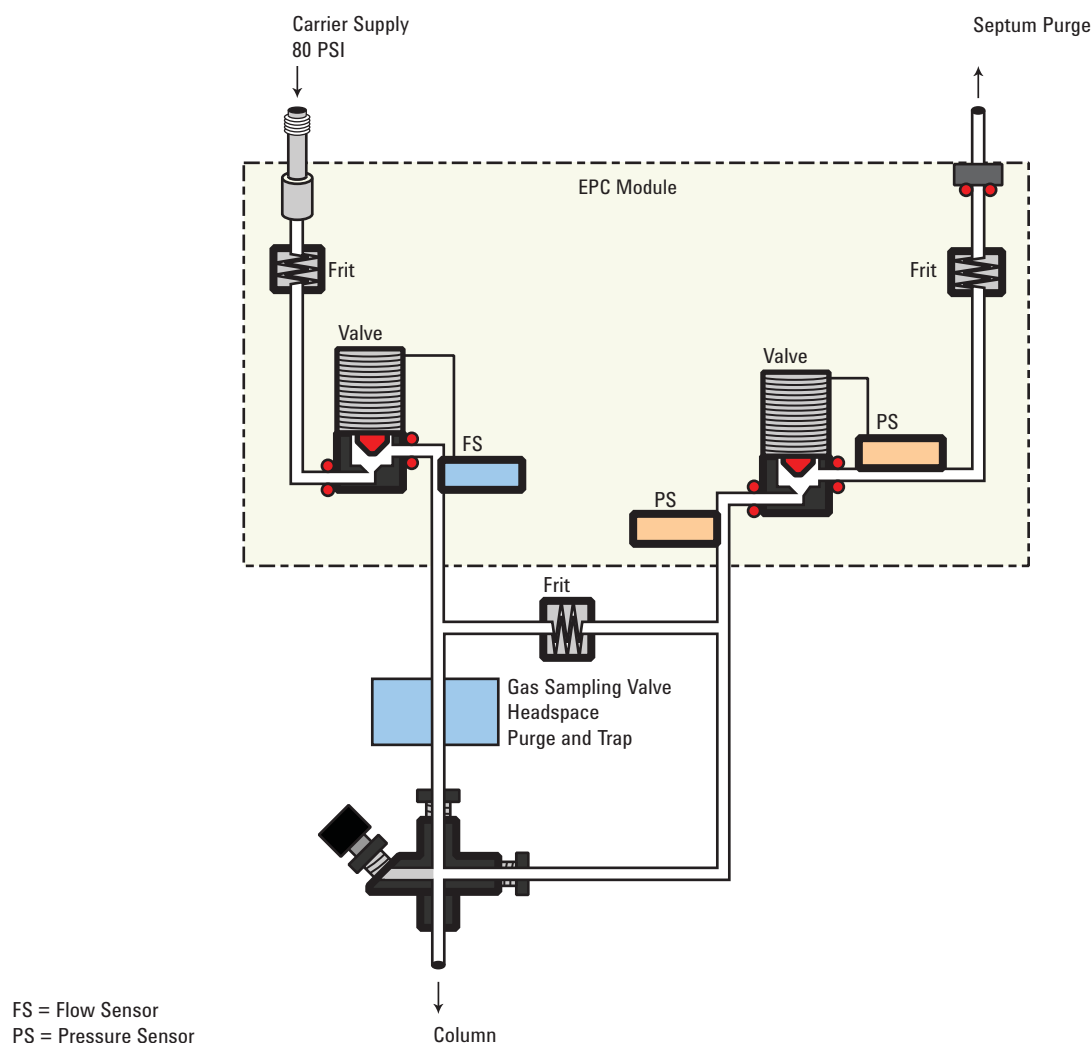 Carrier Supply
80 PSI
Septum Purge
EPC Module
Frit
Frit
Valve
Valve
FS
PS
PS
Frit
Gas Sampling Valve
Headspace
Purge and Trap
FS = Flow Sensor
PS = Pressure Sensor
Column